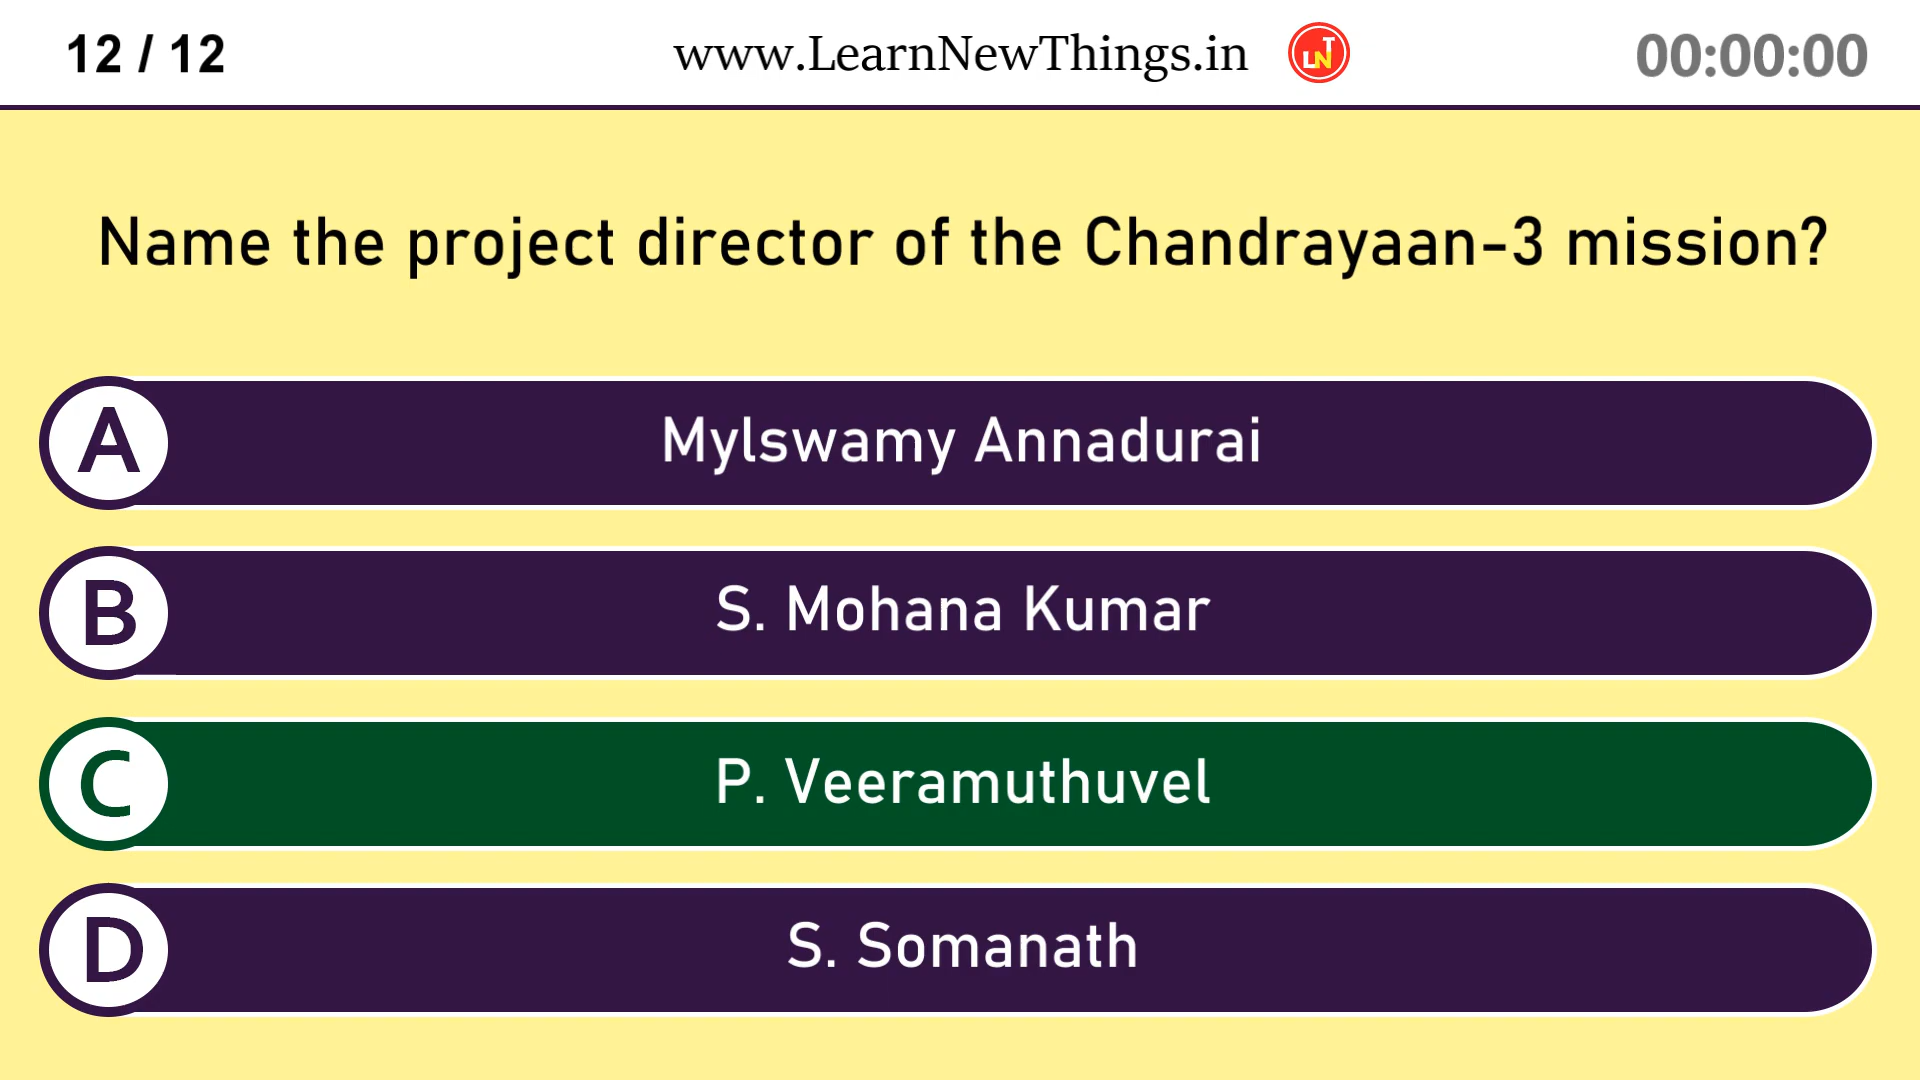 12 / 12
www.LearnNewThings.in
LNT
00:00:00
Name the project director of the Chandrayaan-3 mission?
A
Mylswamy Annadurai
B
S. Mohana Kumar
C
P. Veeramuthuvel
D
S. Somanath